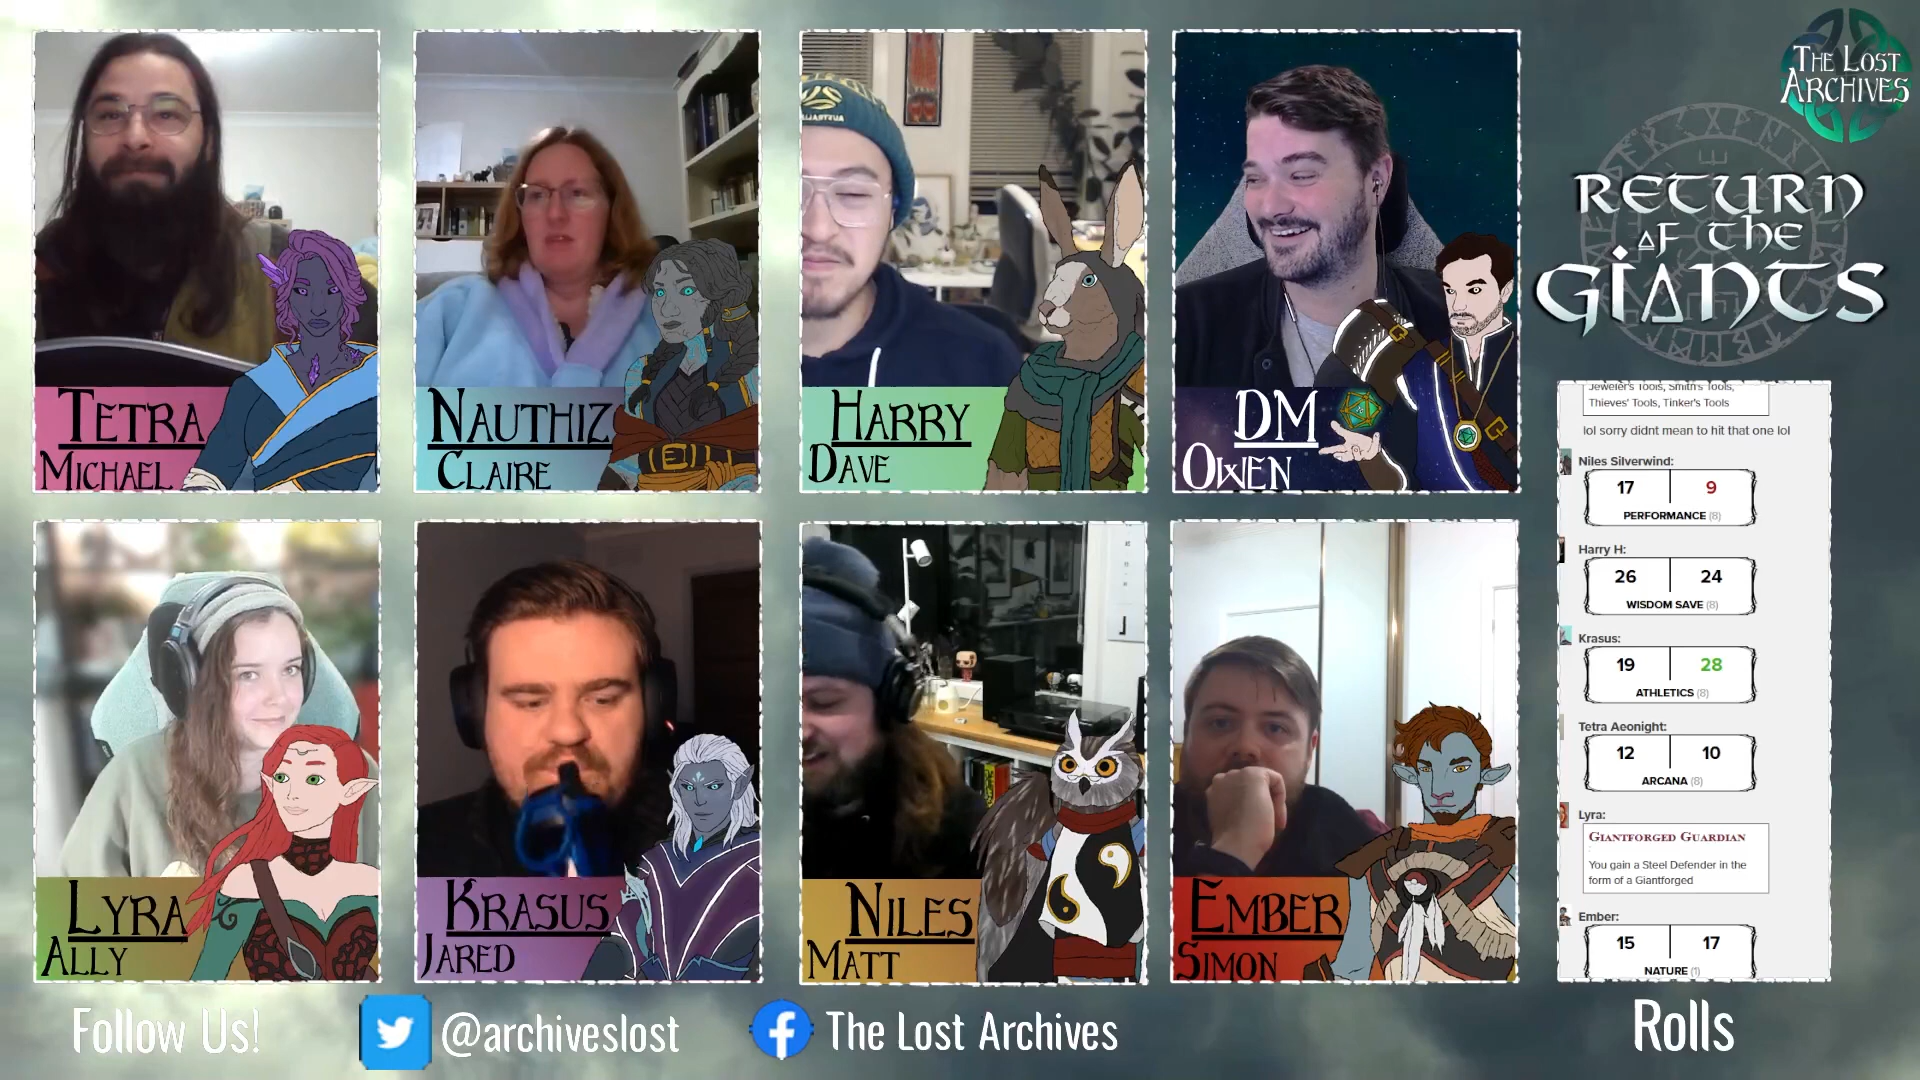 TETRA
MICHAEL
NAUTHIZ
CLAIRE
AUSTRALIA
HARRY
DAVE
DM
OWEN
THE LOST
ARCHIVES
RETURN
OF THE
GIANTS
LYRA
ALLY
KRASUS
JARED
NILES
MATT
EMBER
SIMON
Jeweler's Tools, Smith's Tools,
Thieves' Tools, Tinker's Tools
lol sorry didnt mean to hit that one lol
Niles Silverwind:
17 9
PERFORMANCE (8)
Harry H:
26 24
WISDOM SAVE (8)
Krasus:
19 28
ATHLETICS (8)
Tetra Aeonight:
12 10
ARCANA (8)
Lyra:
GIANTFORGED GUARDIAN
:
You gain a Steel Defender in the
form of a Giantforged
Ember:
15 17
NATURE (1)
Follow Us!
@archiveslost
The Lost Archives
Rolls